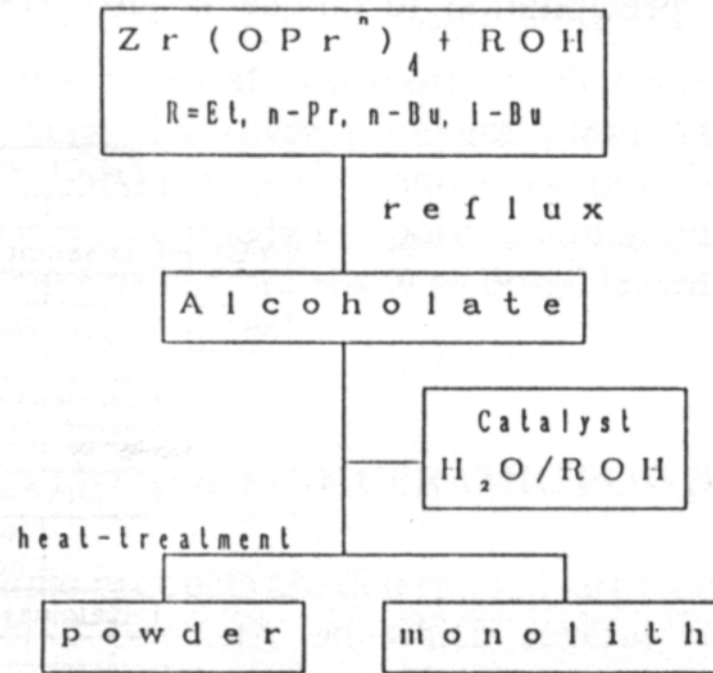 Zr(OPrⁿ)₄ + ROH
R=Et, n-Pr, n-Bu, i-Bu
reflux
Alcoholate
Catalyst
H₂O/ROH
heat-treatment
powder
monolith